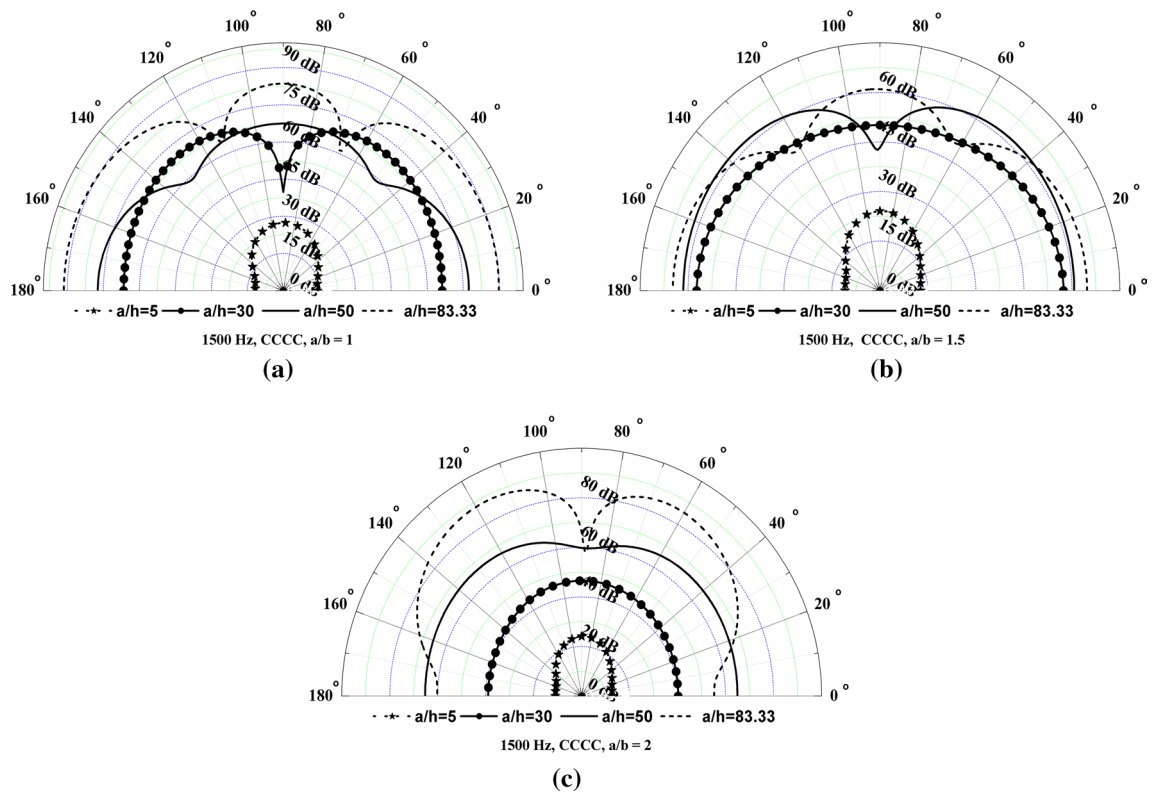 100 °
80 °
120 °
60 °
140 °
40 °
160 °
20 °
180 °
0 °
90 dB
75 dB
60 dB
30 dB
15 dB
0 dB
a/h=5 a/h=30 a/h=50 a/h=83.33
1500 Hz, CCCC, a/b = 1
(a)
100 °
80 °
120 °
60 °
140 °
40 °
160 °
20 °
180 °
0 °
60 dB
30 dB
15 dB
0 dB
a/h=5 a/h=30 a/h=50 a/h=83.33
1500 Hz, CCCC, a/b = 1.5
(b)
100 °
80 °
120 °
60 °
140 °
40 °
160 °
20 °
180 °
0 °
80 dB
60 dB
20 dB
0 dB
a/h=5 a/h=30 a/h=50 a/h=83.33
1500 Hz, CCCC, a/b = 2
(c)